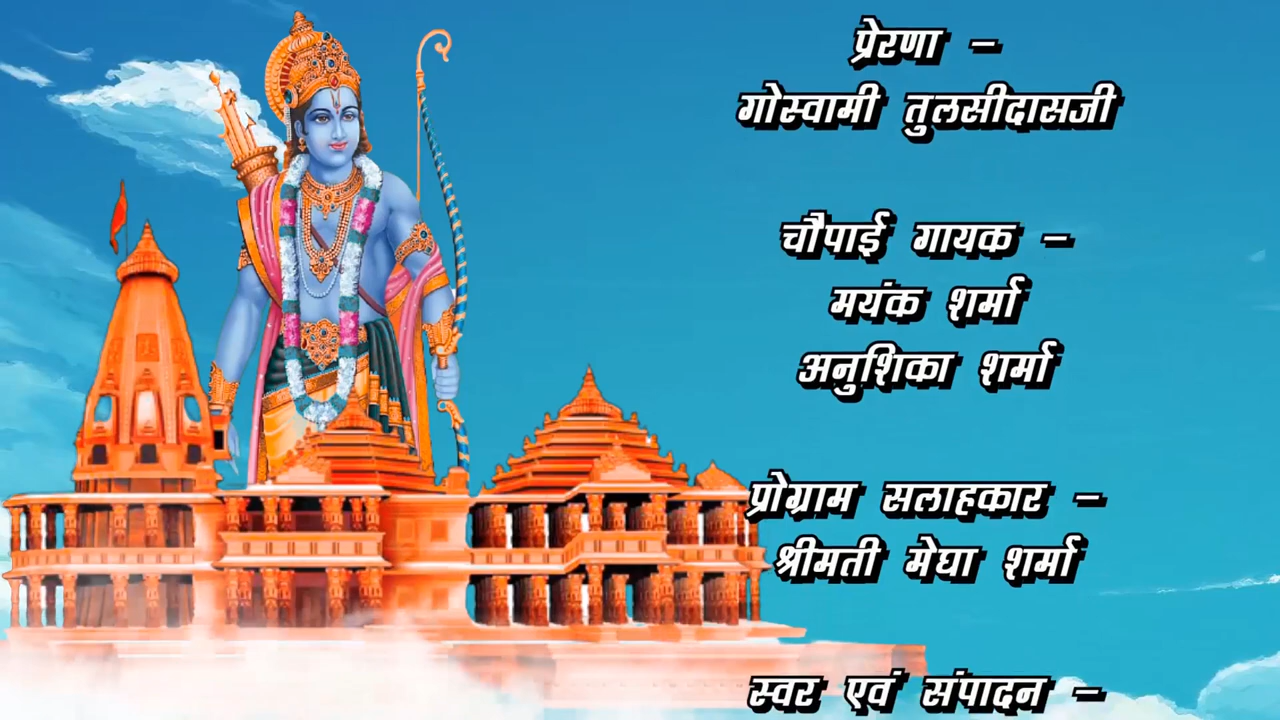 प्रेरणा -
गोस्वामी तुलसीदासजी
चौपाई गायक -
मयंक शर्मा
अनुशिका शर्मा
प्रोग्राम सलाहकार -
श्रीमती मेघा शर्मा
स्वर एवं संपादन -